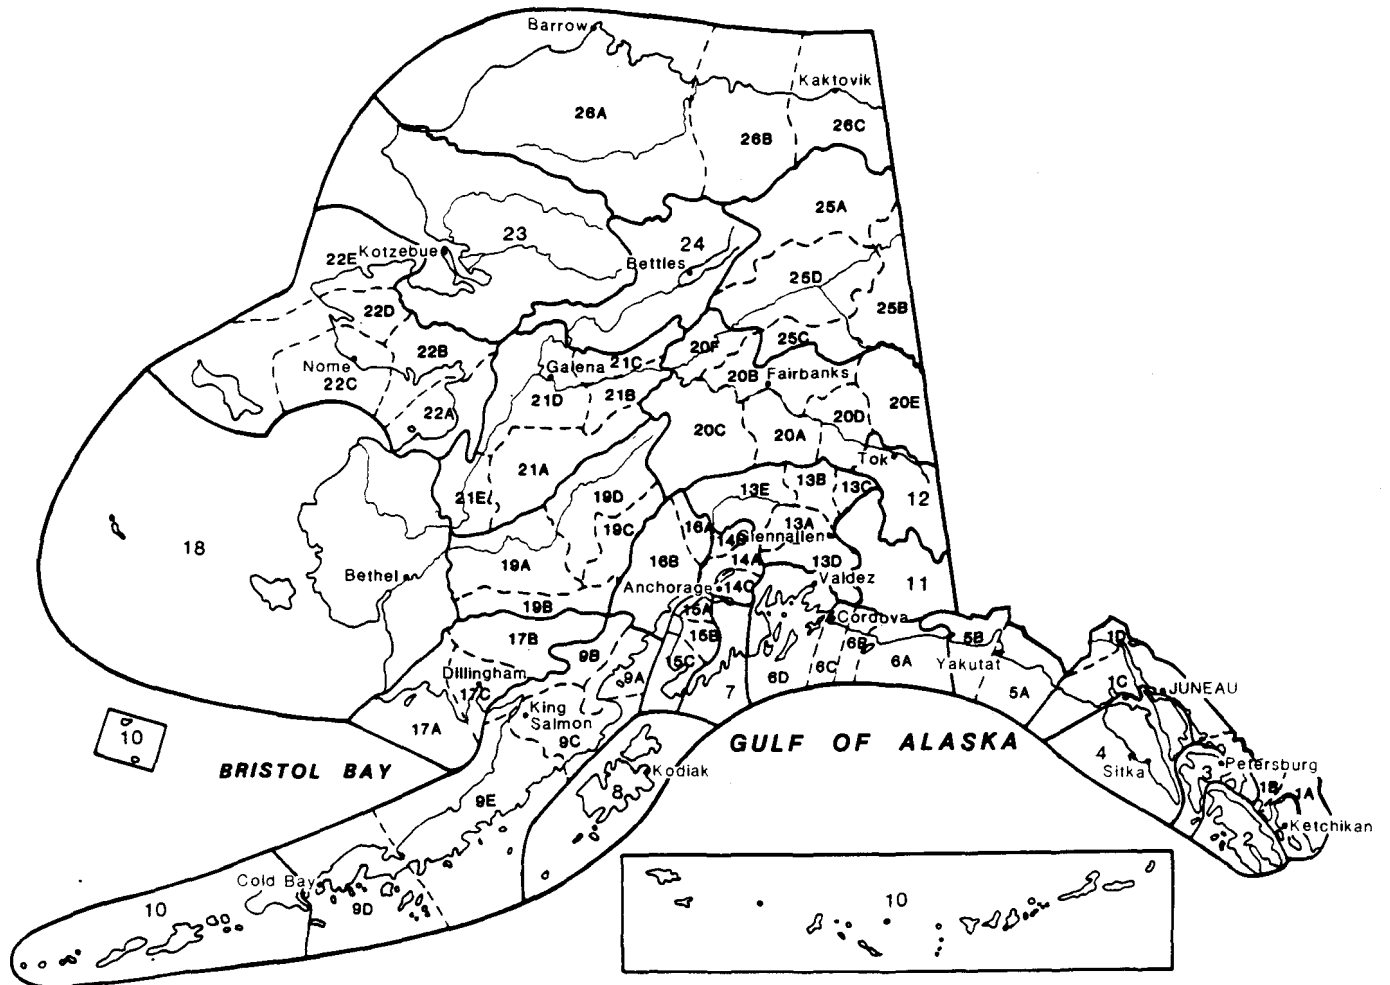 Barrow
Kaktovik
26A
26B
26C
25A
23
24
Kotzebue
22E
Bettles
25D
22D
25B
25C
22B
20F
21C
Nome
Galena
20B
Fairbanks
22C
21D
21B
22A
20D
20E
20C
20A
Tok
21A
13B
13E
13C
21E
19D
12
19C
16A
13A
Glennallen
18
14B
16B
14A
13D
19A
Bethel
Anchorage
14C
Valdez
11
19B
15A
Cordova
17B
15B
6B
5B
1D
9B
15C
6A
Yakutat
Dillingham
9A
6D
6C
17C
7
5A
1C
JUNEAU
King
Salmon
17A
10
9C
GULF OF ALASKA
4
Sitka
BRISTOL BAY
Kodiak
3
Petersburg
8
9E
1B
1A
Ketchikan
2
Cold Bay
10
9D
10